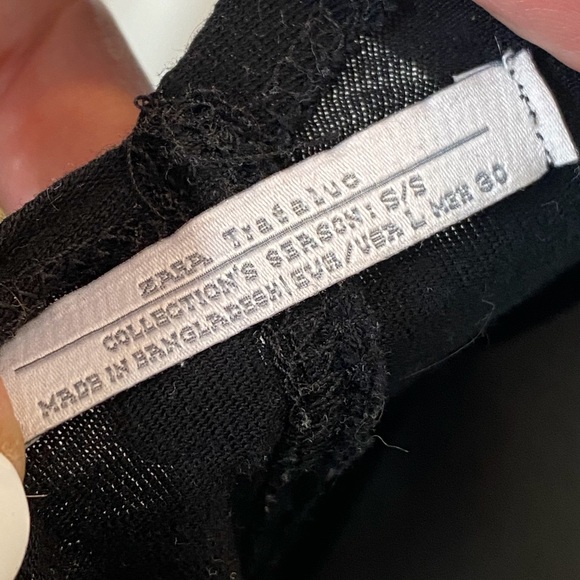 ZARA Trafaluc
COLLECTION'S SEASON: S/S
MADE IN BANGLADESH/EUR/USA L MEX 30